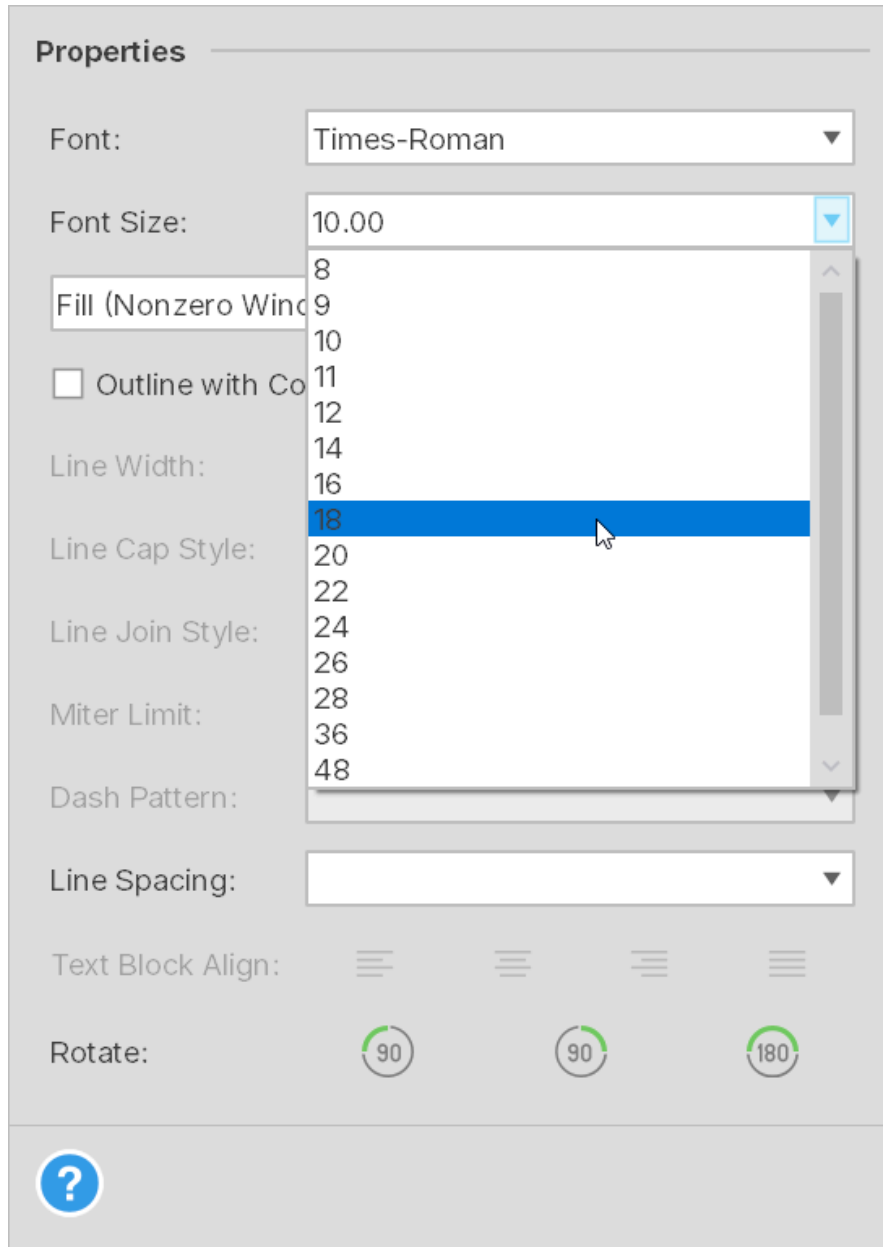 Properties
Font: Times-Roman
Font Size: 10.00
8
Fill (Nonzero Winc 9
10
11
Outline with Co
12
14
Line Width:
16
18
Line Cap Style:
20
22
Line Join Style:
24
26
28
Miter Limit:
36
48
Dash Pattern:
Line Spacing:
Text Block Align:
Rotate: 90 90 180
?